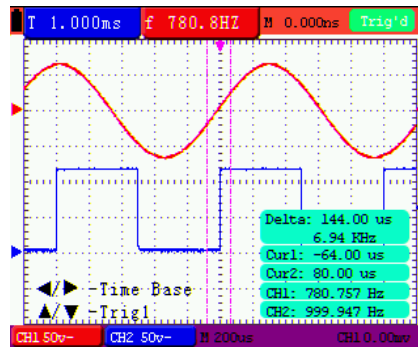 T 1.000ms f 780.8HZ M 0.000ns Trig'd
Delta: 144.00 us
6.94 KHz
Cur1: -64.00 us
Cur2: 80.00 us
CH1: 780.757 Hz
CH2: 999.947 Hz
◀/▶ -Time Base
▲/▼ -Trig1
CH1 50v~ CH2 50v~ M 200us CH1 0.00mv